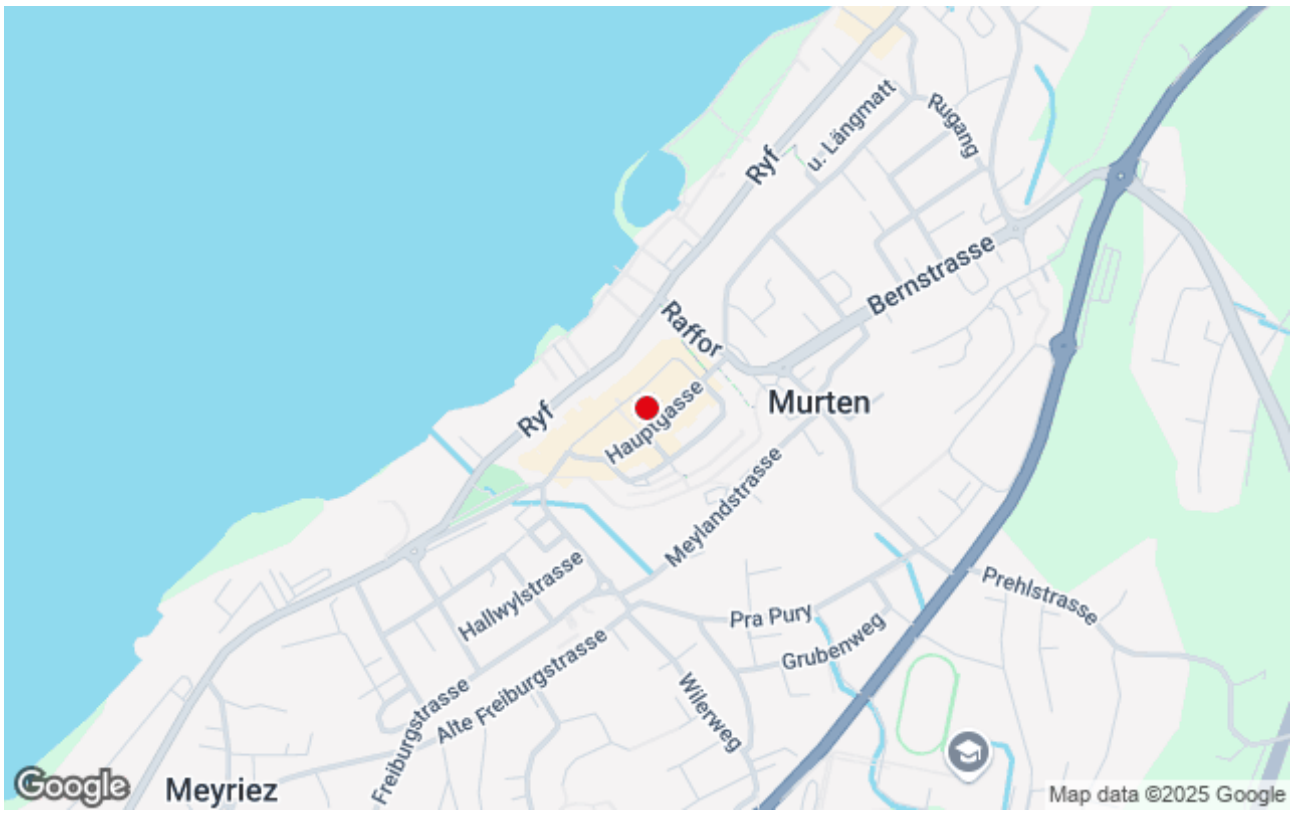 u. Längmatt
Rugang
Ryf
Bernstrasse
Raffor
Murten
Hauptgasse
Ryf
Meylandstrasse
Hallwylstrasse
Prehlstrasse
Pra Pury
Grubenweg
Alte Freiburgstrasse
Wilerweg
Freiburgstrasse
Meyriez
Google
Map data ©2025 Google